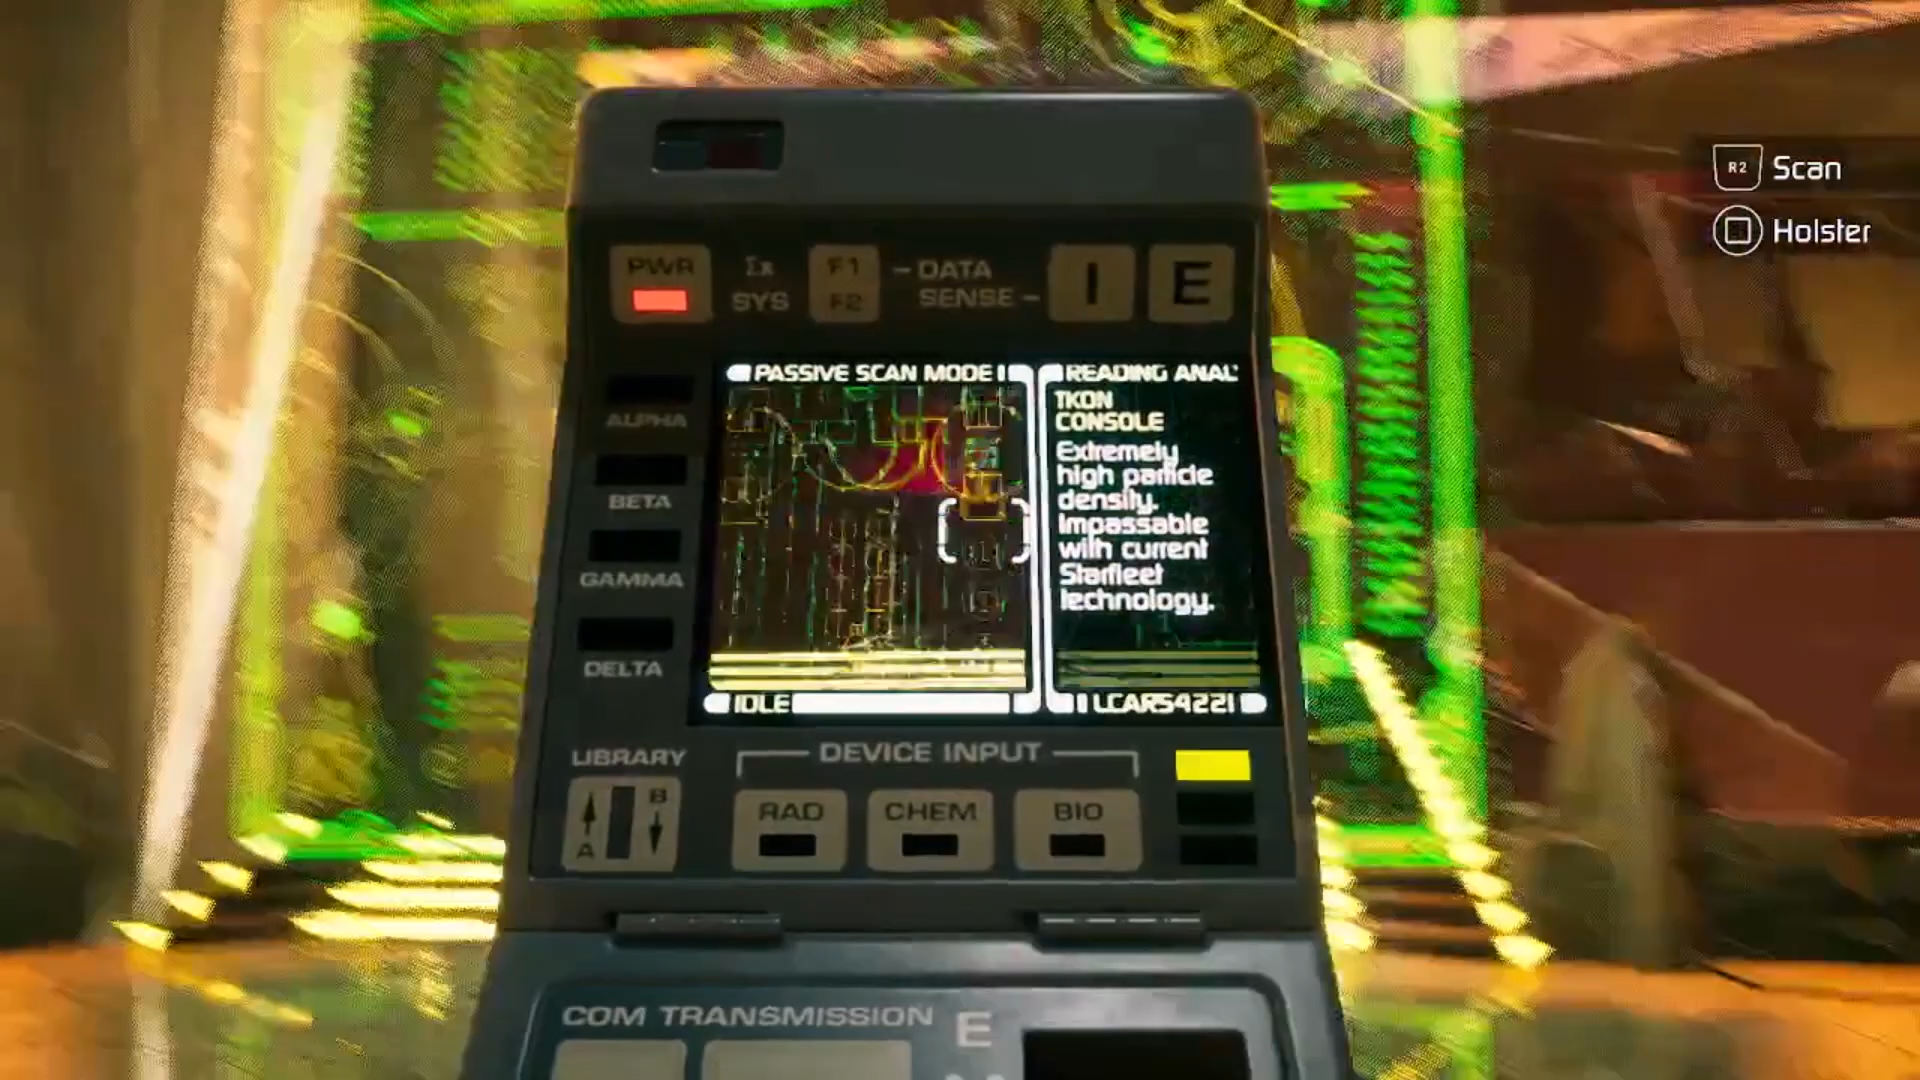 R2 Scan
Holster
PWR
Σx
SYS
F1
F2
DATA
SENSE
I
E
ALPHA
BETA
GAMMA
DELTA
PASSIVE SCAN MODE
IDLE
READING ANAL
TKON
CONSOLE
Extremely
high particle
density.
Impassable
with current
Starfleet
technology.
LCARS4221
LIBRARY
A
B
DEVICE INPUT
RAD
CHEM
BIO
COM TRANSMISSION
E